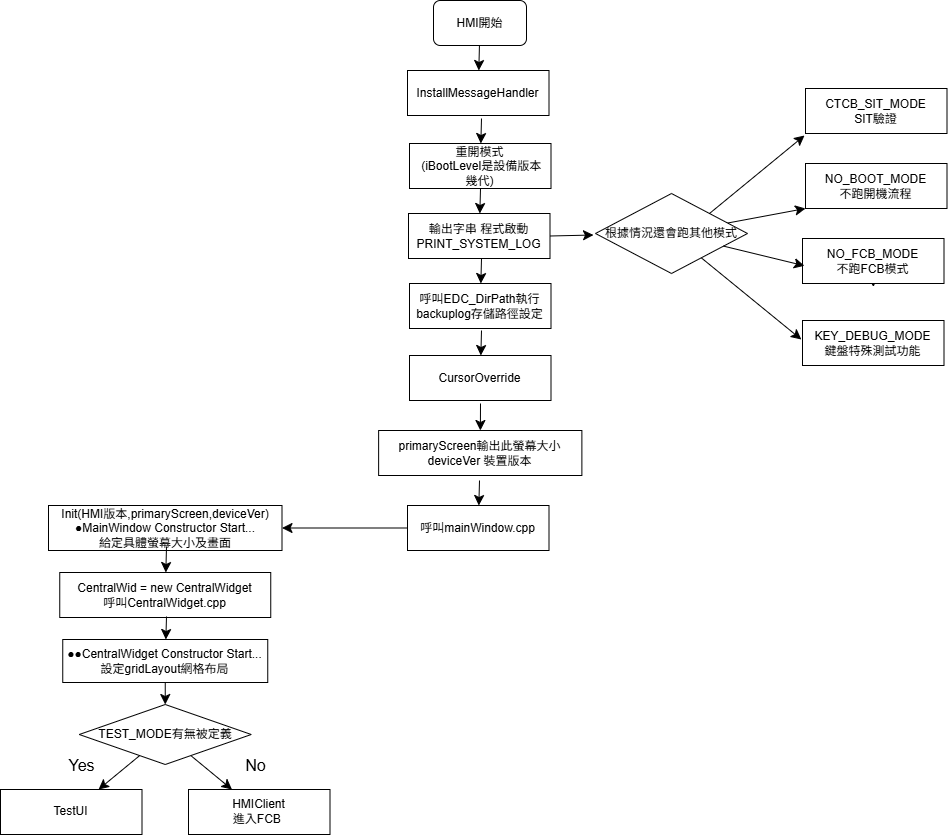 HMI開始
InstallMessageHandler
重開模式
(iBootLevel是設備版本
幾代)
輸出字串 程式啟動
PRINT_SYSTEM_LOG
根據情況還會跑其他模式
CTCB_SIT_MODE
SIT驗證
NO_BOOT_MODE
不跑開機流程
NO_FCB_MODE
不跑FCB模式
KEY_DEBUG_MODE
鍵盤特殊測試功能
呼叫EDC_DirPath執行
backuplog存儲路徑設定
CursorOverride
primaryScreen輸出此螢幕大小
deviceVer 裝置版本
呼叫mainWindow.cpp
Init(HMI版本,primaryScreen,deviceVer)
●MainWindow Constructor Start...
給定具體螢幕大小及畫面
CentralWid = new CentralWidget
呼叫CentralWidget.cpp
●●CentralWidget Constructor Start...
設定gridLayout網格布局
TEST_MODE有無被定義
Yes
No
TestUI
HMIClient
進入FCB